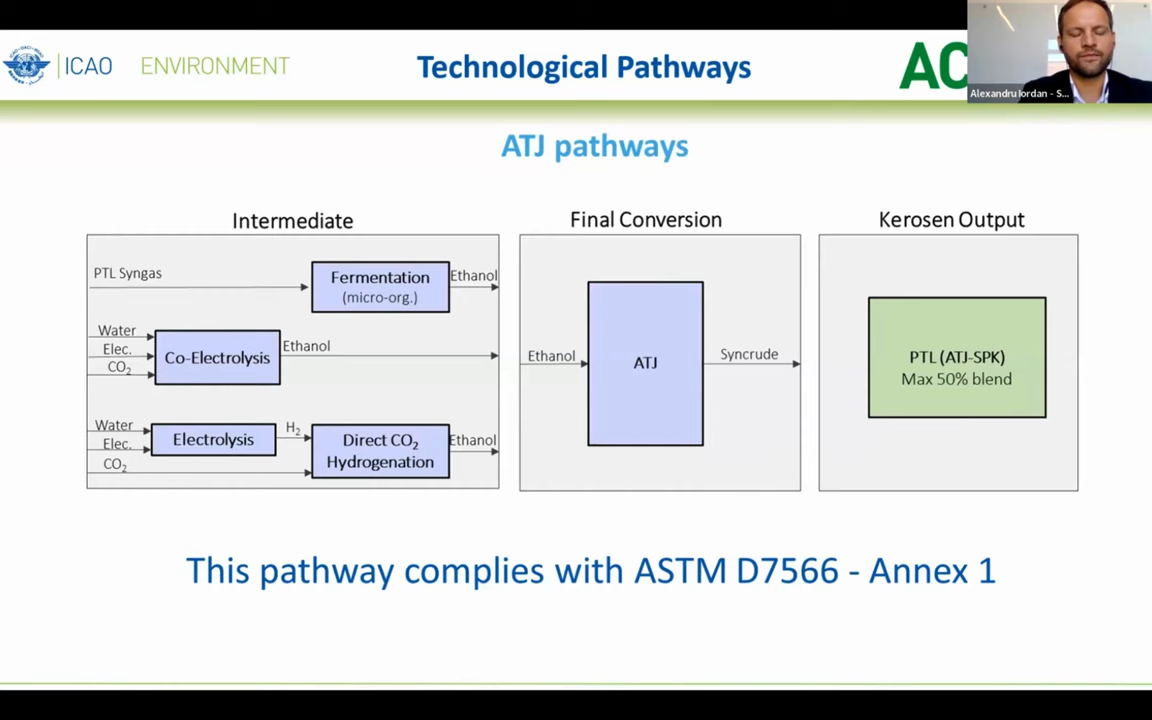 ICAO ENVIRONMENT
Technological Pathways
AC
Alexandru Iordan - S...
ATJ pathways
Intermediate
Final Conversion
Kerosen Output
PTL Syngas
Fermentation
(micro-org.)
Ethanol
Water
Elec.
CO₂
Co-Electrolysis
Ethanol
Water
Elec.
CO₂
Electrolysis
H₂
Direct CO₂
Hydrogenation
Ethanol
Ethanol
ATJ
Syncrude
PTL (ATJ-SPK)
Max 50% blend
This pathway complies with ASTM D7566 - Annex 1